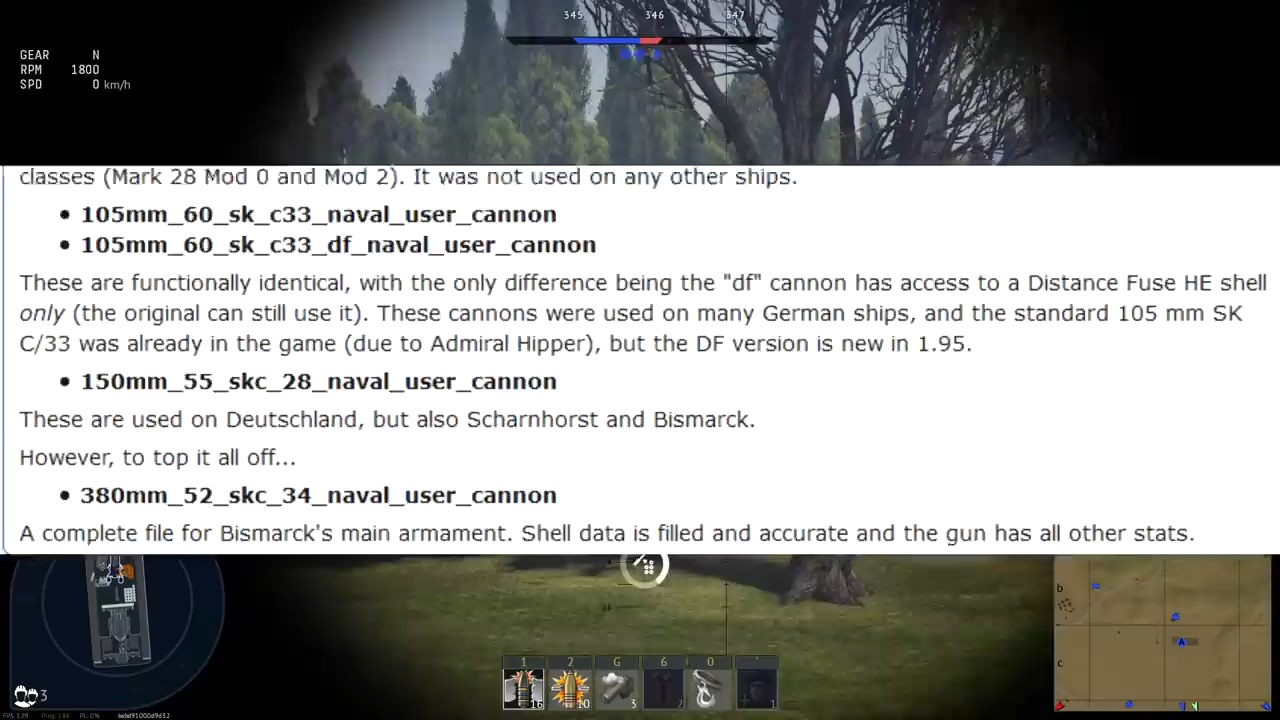 345 346 347
GEAR N
RPM 1800
SPD 0 km/h
classes (Mark 28 Mod 0 and Mod 2). It was not used on any other ships.
• 105mm_60_sk_c33_naval_user_cannon
• 105mm_60_sk_c33_df_naval_user_cannon
These are functionally identical, with the only difference being the "df" cannon has access to a Distance Fuse HE shell
only (the original can still use it). These cannons were used on many German ships, and the standard 105 mm SK
C/33 was already in the game (due to Admiral Hipper), but the DF version is new in 1.95.
• 150mm_55_skc_28_naval_user_cannon
These are used on Deutschland, but also Scharnhorst and Bismarck.
However, to top it all off...
• 380mm_52_skc_34_naval_user_cannon
A complete file for Bismarck's main armament. Shell data is filled and accurate and the gun has all other stats.
b
A
c
1 2 G 6 0
16 10 3 1
3